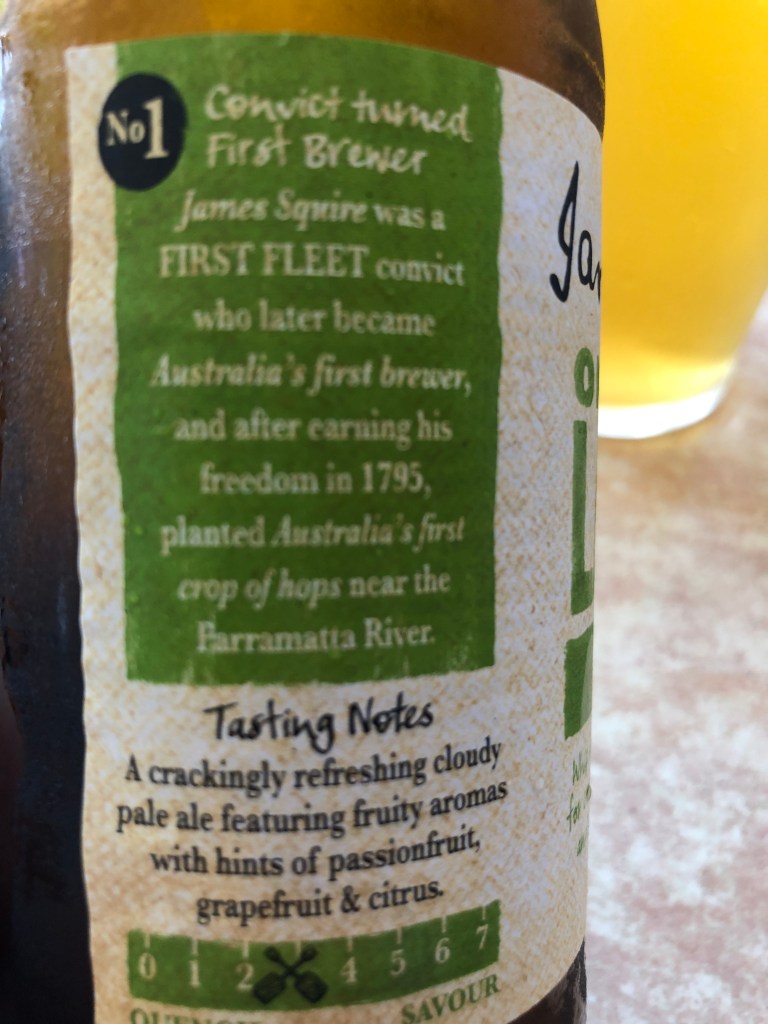 No1
Convict turned
First Brewer
James Squire was a
FIRST FLEET convict
who later became
Australia's first brewer,
and after earning his
freedom in 1795,
planted Australia's first
crop of hops near the
Parramatta River.
Tasting Notes
A crackingly refreshing cloudy
pale ale featuring fruity aromas
with hints of passionfruit,
grapefruit & citrus.
0 1 2 4 5 6 7
SAVOUR